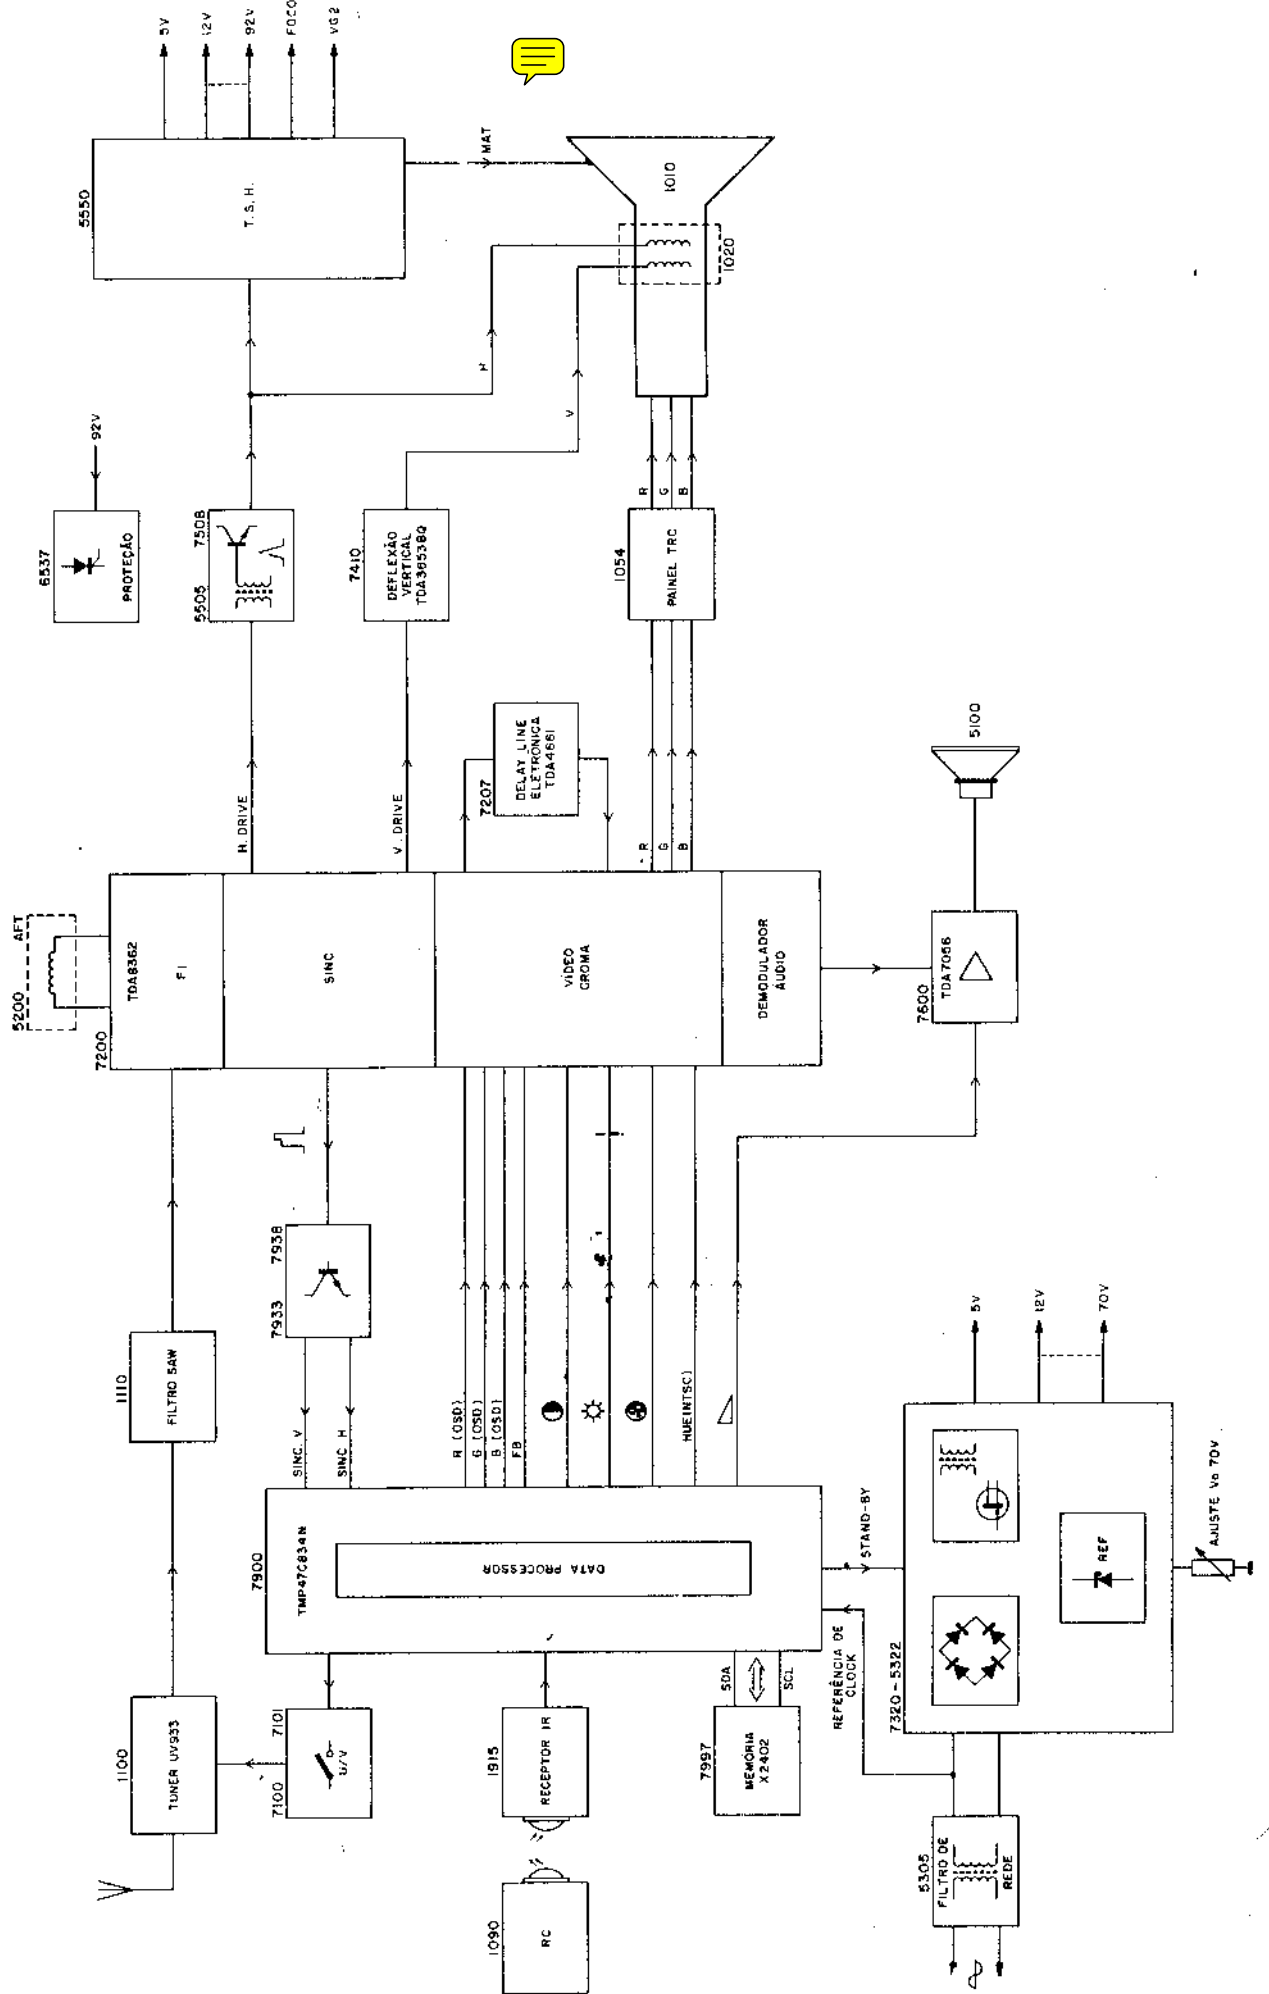 1100
TUNER UV933
1110
FILTRO SAW
5200 AFT
7200
TDA8362
FI
SINC
VÍDEO
CROMA
DEMODULADOR
ÁUDIO
6537
PROTEÇÃO
92V
5550
T.S.H.
5V
12V
92V
FOCO
VG2
MAT
7100 7101
U/V
7933 7938
SINC. V
SINC. H
H. DRIVE
5505 7508
H
V. DRIVE
7410
DEFLEXÃO
VERTICAL
TDA3653BQ
V
7207
DELAY LINE
ELETRÔNICA
TDA4661
R
G
B
1054
PAINEL TRC
R
G
B
1010
1020
7900
TMP47C834N
DATA PROCESSOR
R (OSD)
G (OSD)
B (OSD)
FB
HUE(NTSC)
1090
RC
1915
RECEPTOR IR
7997
MEMÓRIA
X2402
SDA
SCL
REFERÊNCIA DE
CLOCK
STAND-BY
7600
TDA7056
5100
5305
FILTRO DE
REDE
7320-5322
REF
5V
12V
70V
AJUSTE Va 70V